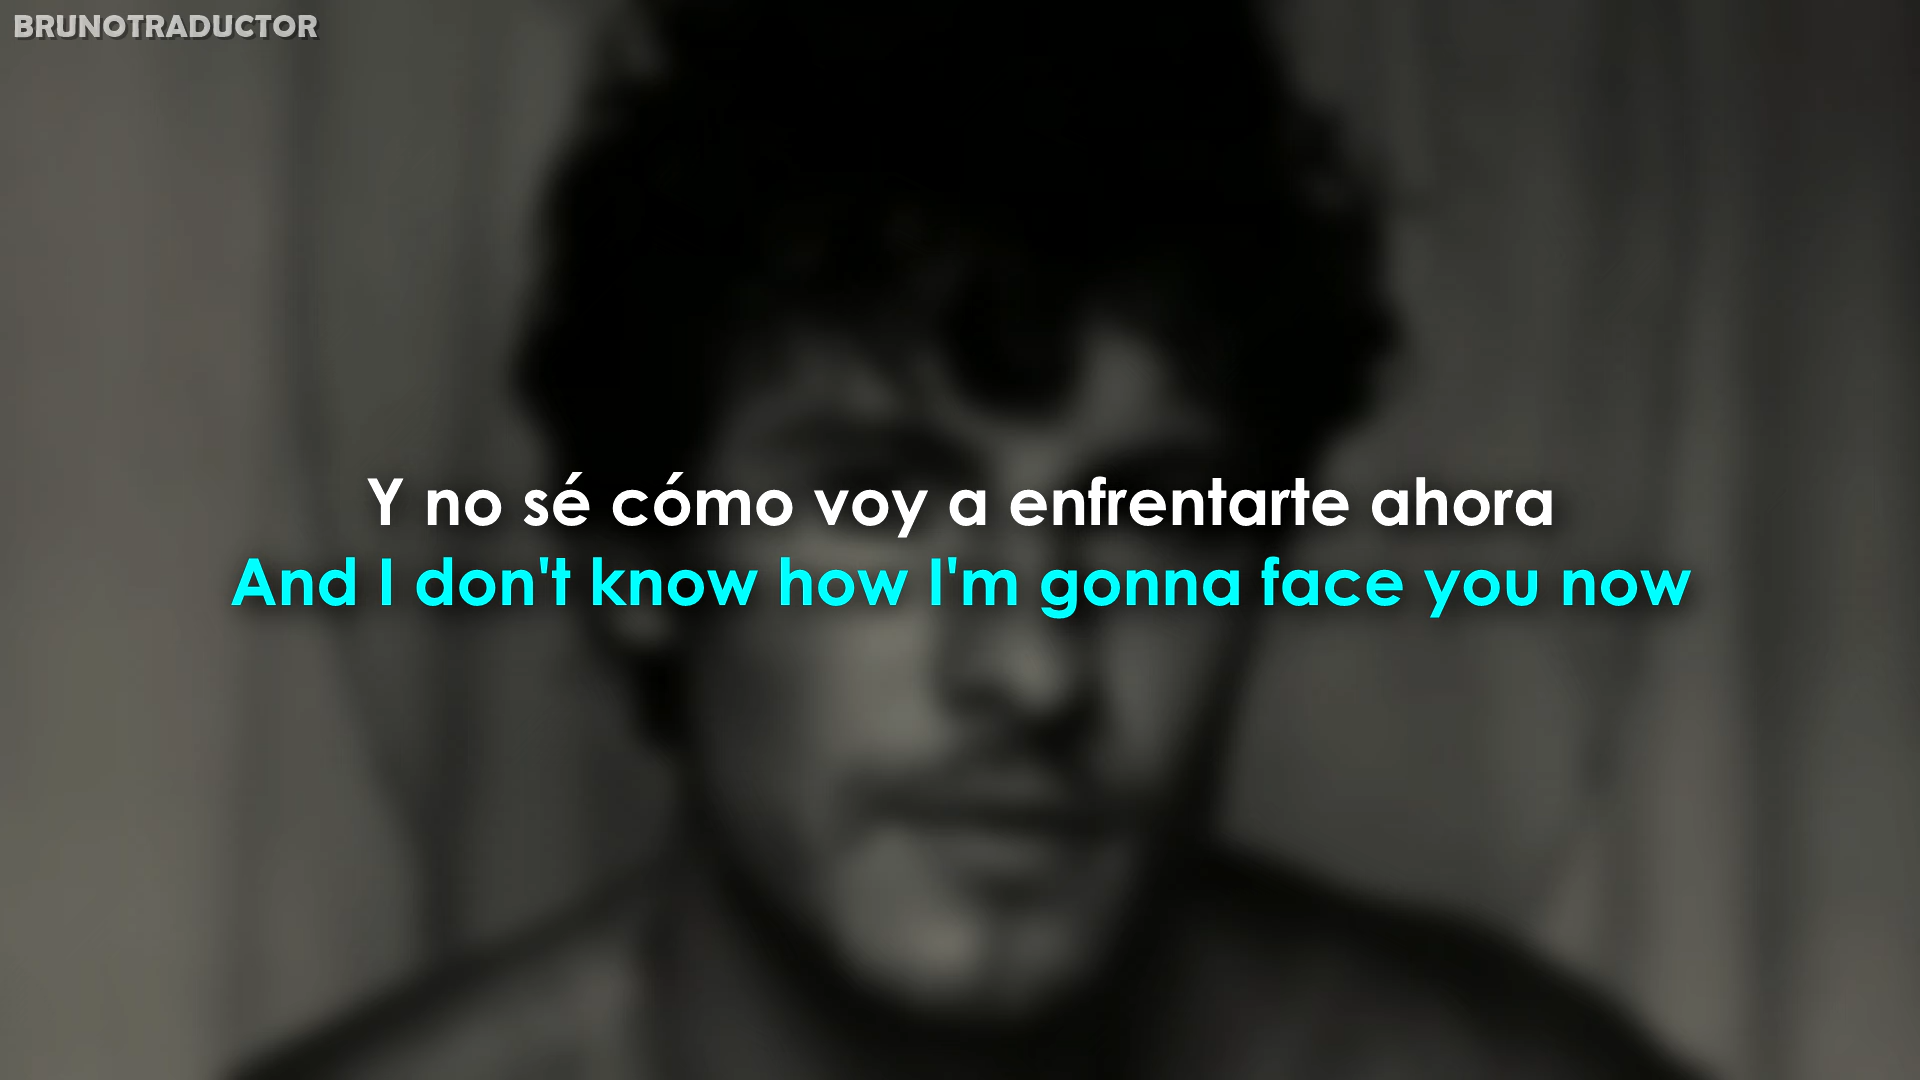 BRUNOTRADUCTOR
Y no sé cómo voy a enfrentarte ahora
And I don't know how I'm gonna face you now